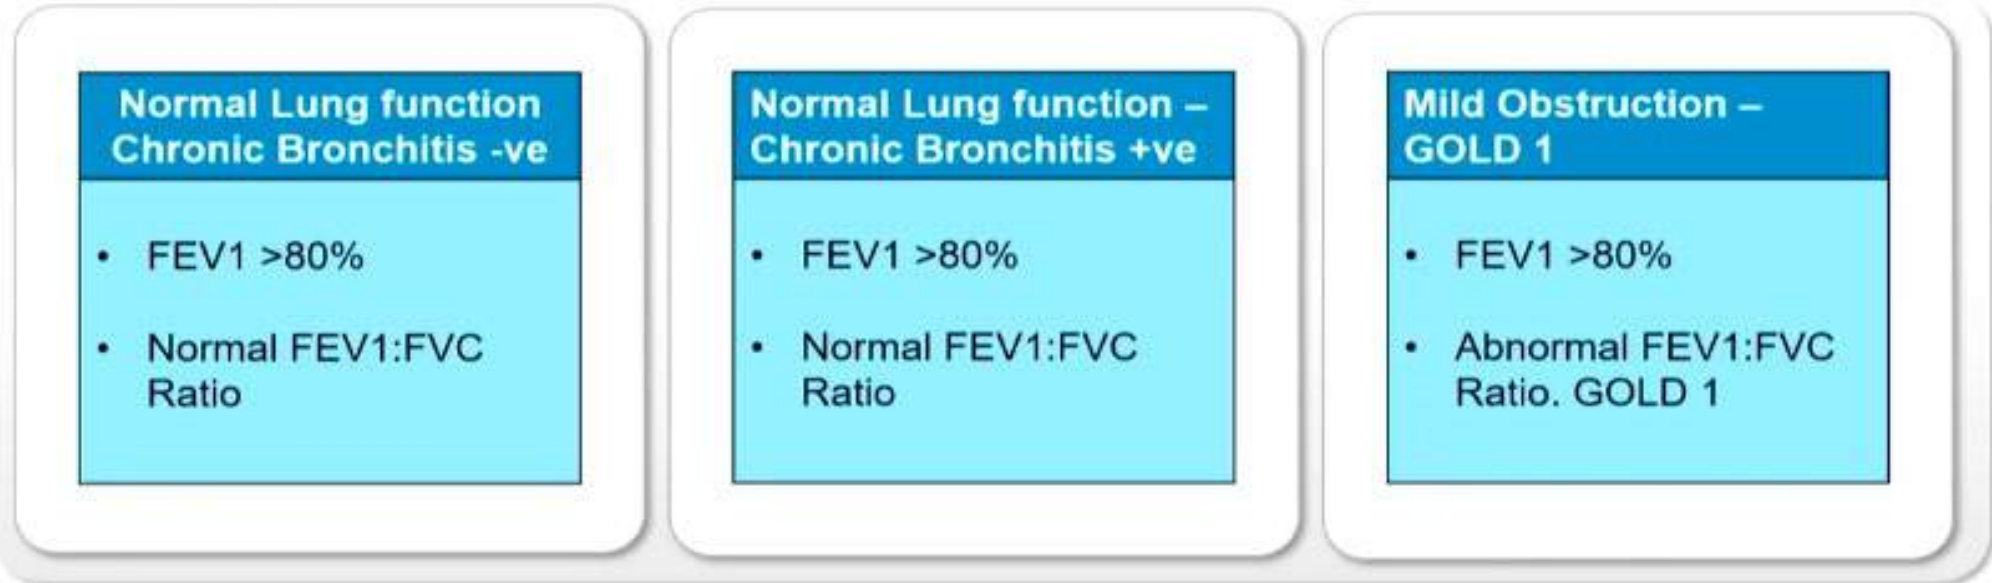 Normal Lung function
Chronic Bronchitis -ve
• FEV1 >80%
• Normal FEV1:FVC
Ratio
Normal Lung function –
Chronic Bronchitis +ve
• FEV1 >80%
• Normal FEV1:FVC
Ratio
Mild Obstruction –
GOLD 1
• FEV1 >80%
• Abnormal FEV1:FVC
Ratio. GOLD 1